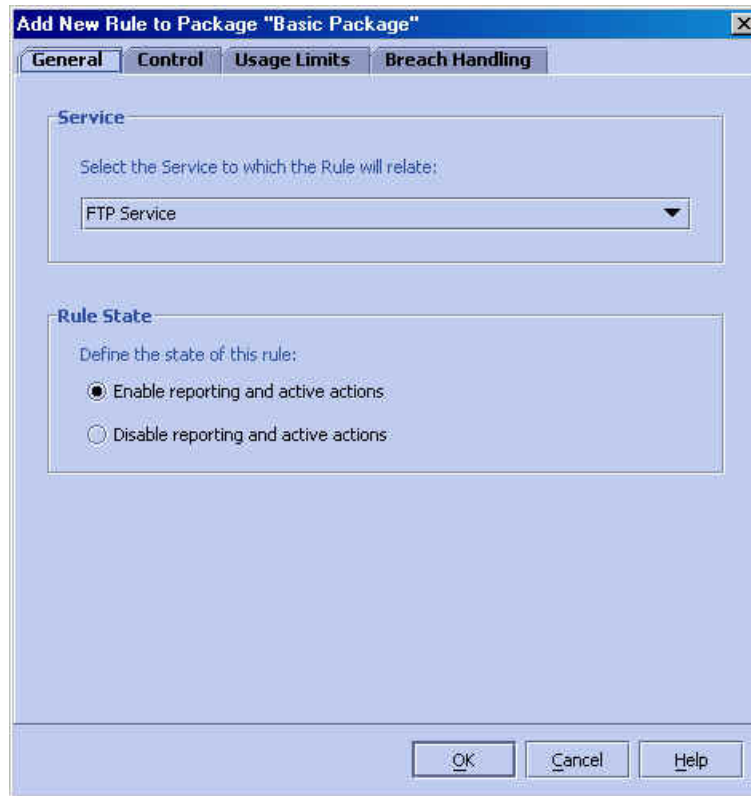 Add New Rule to Package "Basic Package"
General Control Usage Limits Breach Handling
Service
Select the Service to which the Rule will relate:
FTP Service
Rule State
Define the state of this rule:
Enable reporting and active actions
Disable reporting and active actions
OK Cancel Help